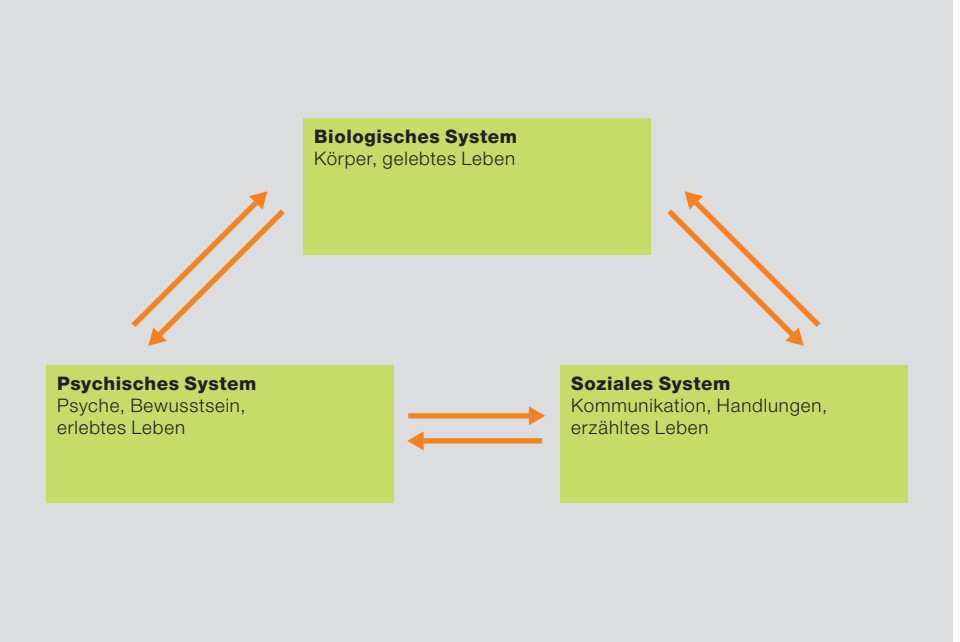 Biologisches System
Körper, gelebtes Leben
Psychisches System
Psyche, Bewusstsein,
erlebtes Leben
Soziales System
Kommunikation, Handlungen,
erzähltes Leben